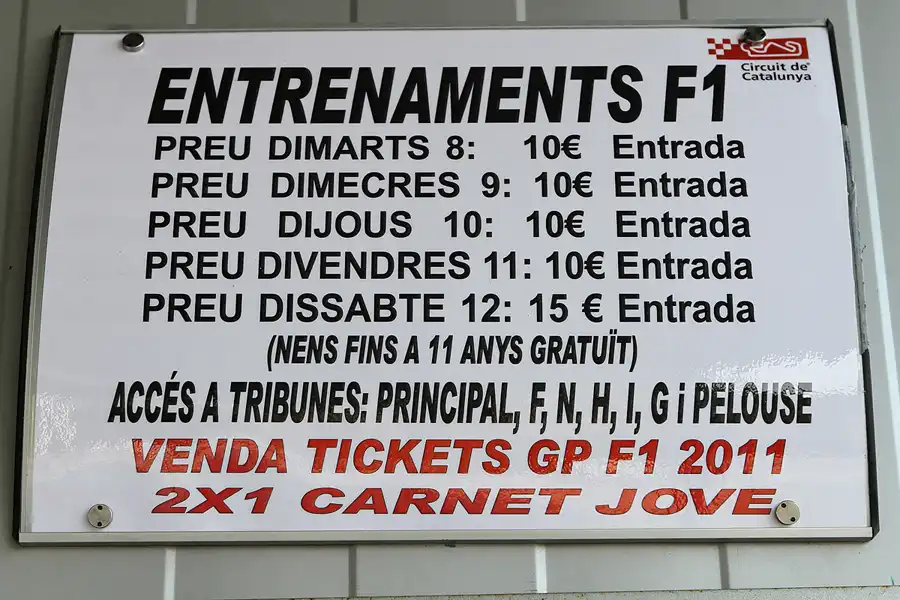 Circuit de
Catalunya
ENTRENAMENTS F1
PREU DIMARTS 8: 10€ Entrada
PREU DIMECRES 9: 10€ Entrada
PREU DIJOUS 10: 10€ Entrada
PREU DIVENDRES 11: 10€ Entrada
PREU DISSABTE 12: 15 € Entrada
(NENS FINS A 11 ANYS GRATUÏT)
ACCÉS A TRIBUNES: PRINCIPAL, F, N, H, I, G i PELOUSE
VENDA TICKETS GP F1 2011
2X1 CARNET JOVE